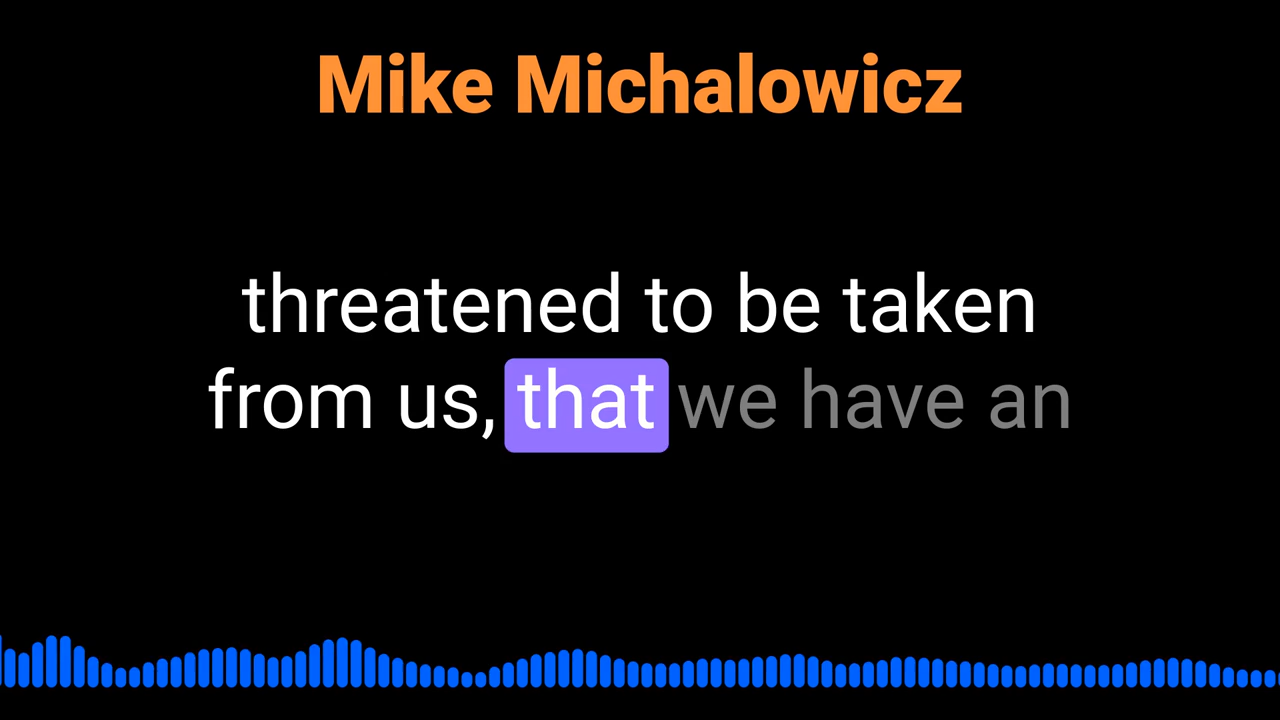 Mike Michalowicz
threatened to be taken
from us, that we have an